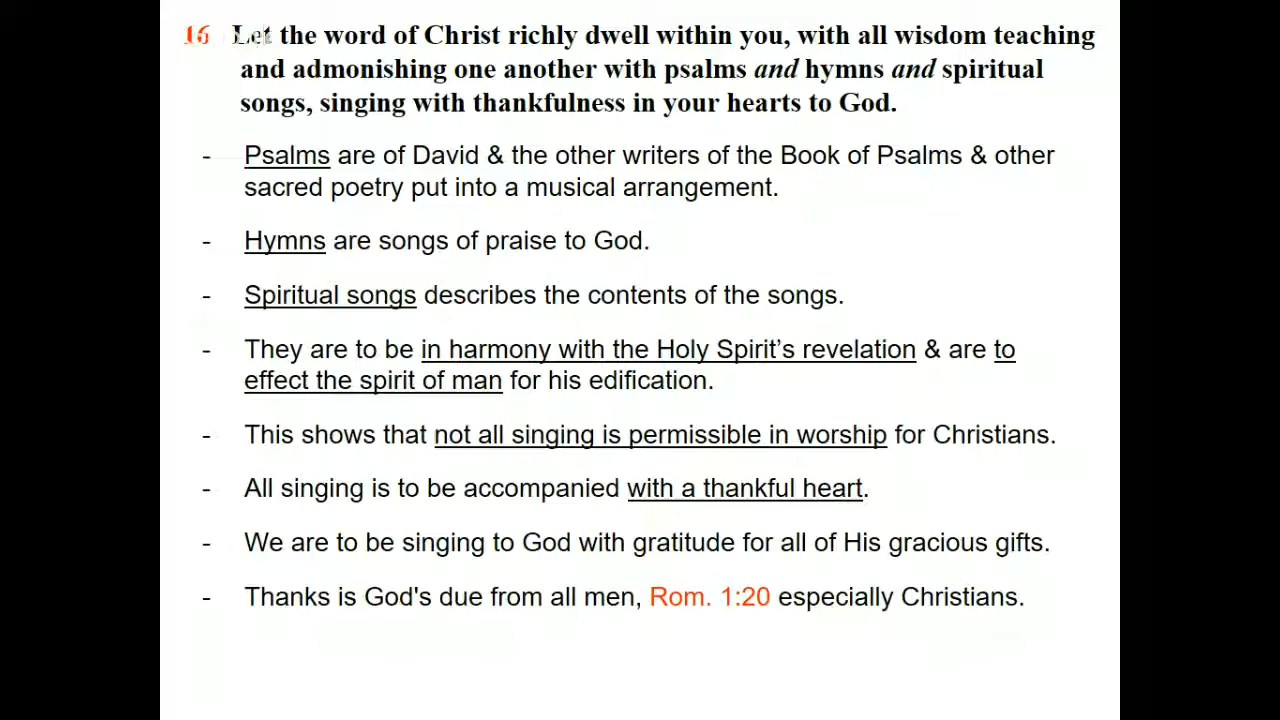 16 Let the word of Christ richly dwell within you, with all wisdom teaching
and admonishing one another with psalms and hymns and spiritual
songs, singing with thankfulness in your hearts to God.
- Psalms are of David & the other writers of the Book of Psalms & other
sacred poetry put into a musical arrangement.
- Hymns are songs of praise to God.
- Spiritual songs describes the contents of the songs.
- They are to be in harmony with the Holy Spirit's revelation & are to
effect the spirit of man for his edification.
- This shows that not all singing is permissible in worship for Christians.
- All singing is to be accompanied with a thankful heart.
- We are to be singing to God with gratitude for all of His gracious gifts.
- Thanks is God's due from all men, Rom. 1:20 especially Christians.